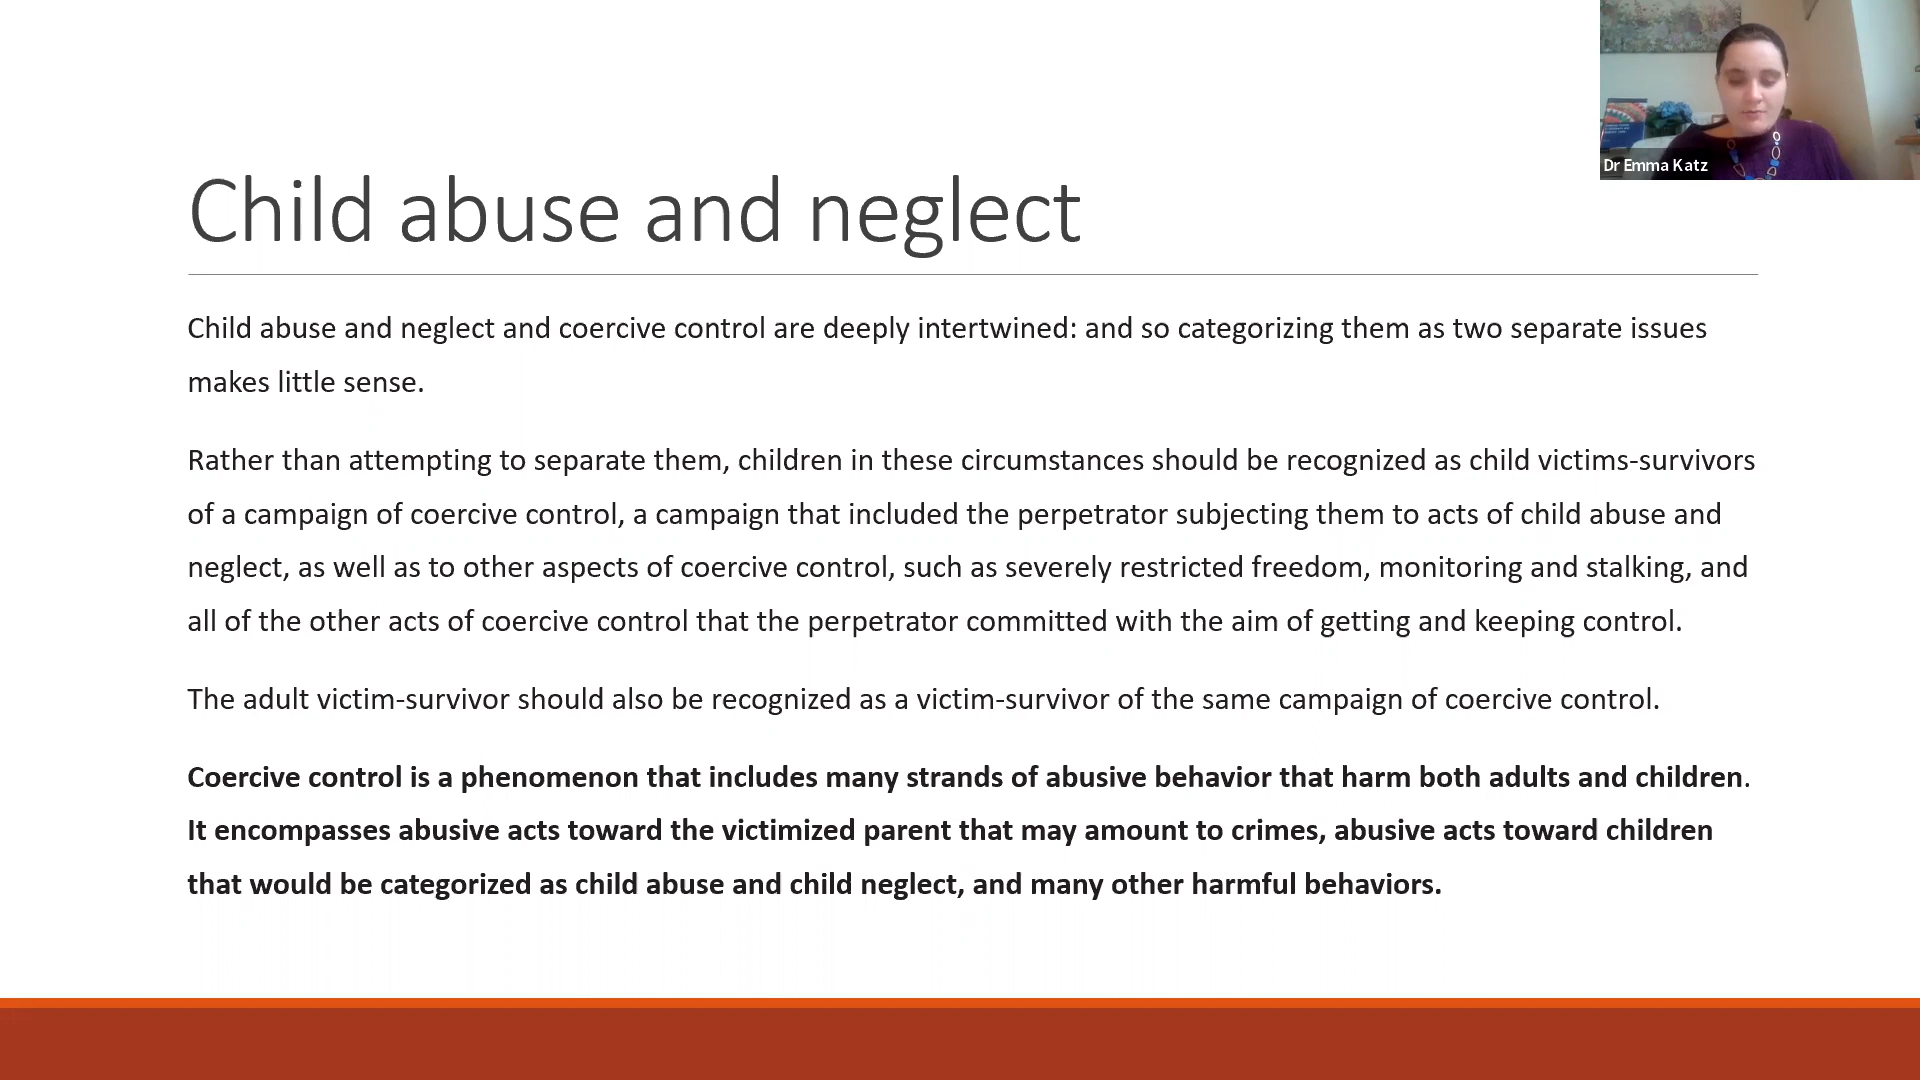 Dr Emma Katz
Child abuse and neglect
Child abuse and neglect and coercive control are deeply intertwined: and so categorizing them as two separate issues
makes little sense.
Rather than attempting to separate them, children in these circumstances should be recognized as child victims-survivors
of a campaign of coercive control, a campaign that included the perpetrator subjecting them to acts of child abuse and
neglect, as well as to other aspects of coercive control, such as severely restricted freedom, monitoring and stalking, and
all of the other acts of coercive control that the perpetrator committed with the aim of getting and keeping control.
The adult victim-survivor should also be recognized as a victim-survivor of the same campaign of coercive control.
Coercive control is a phenomenon that includes many strands of abusive behavior that harm both adults and children.
It encompasses abusive acts toward the victimized parent that may amount to crimes, abusive acts toward children
that would be categorized as child abuse and child neglect, and many other harmful behaviors.